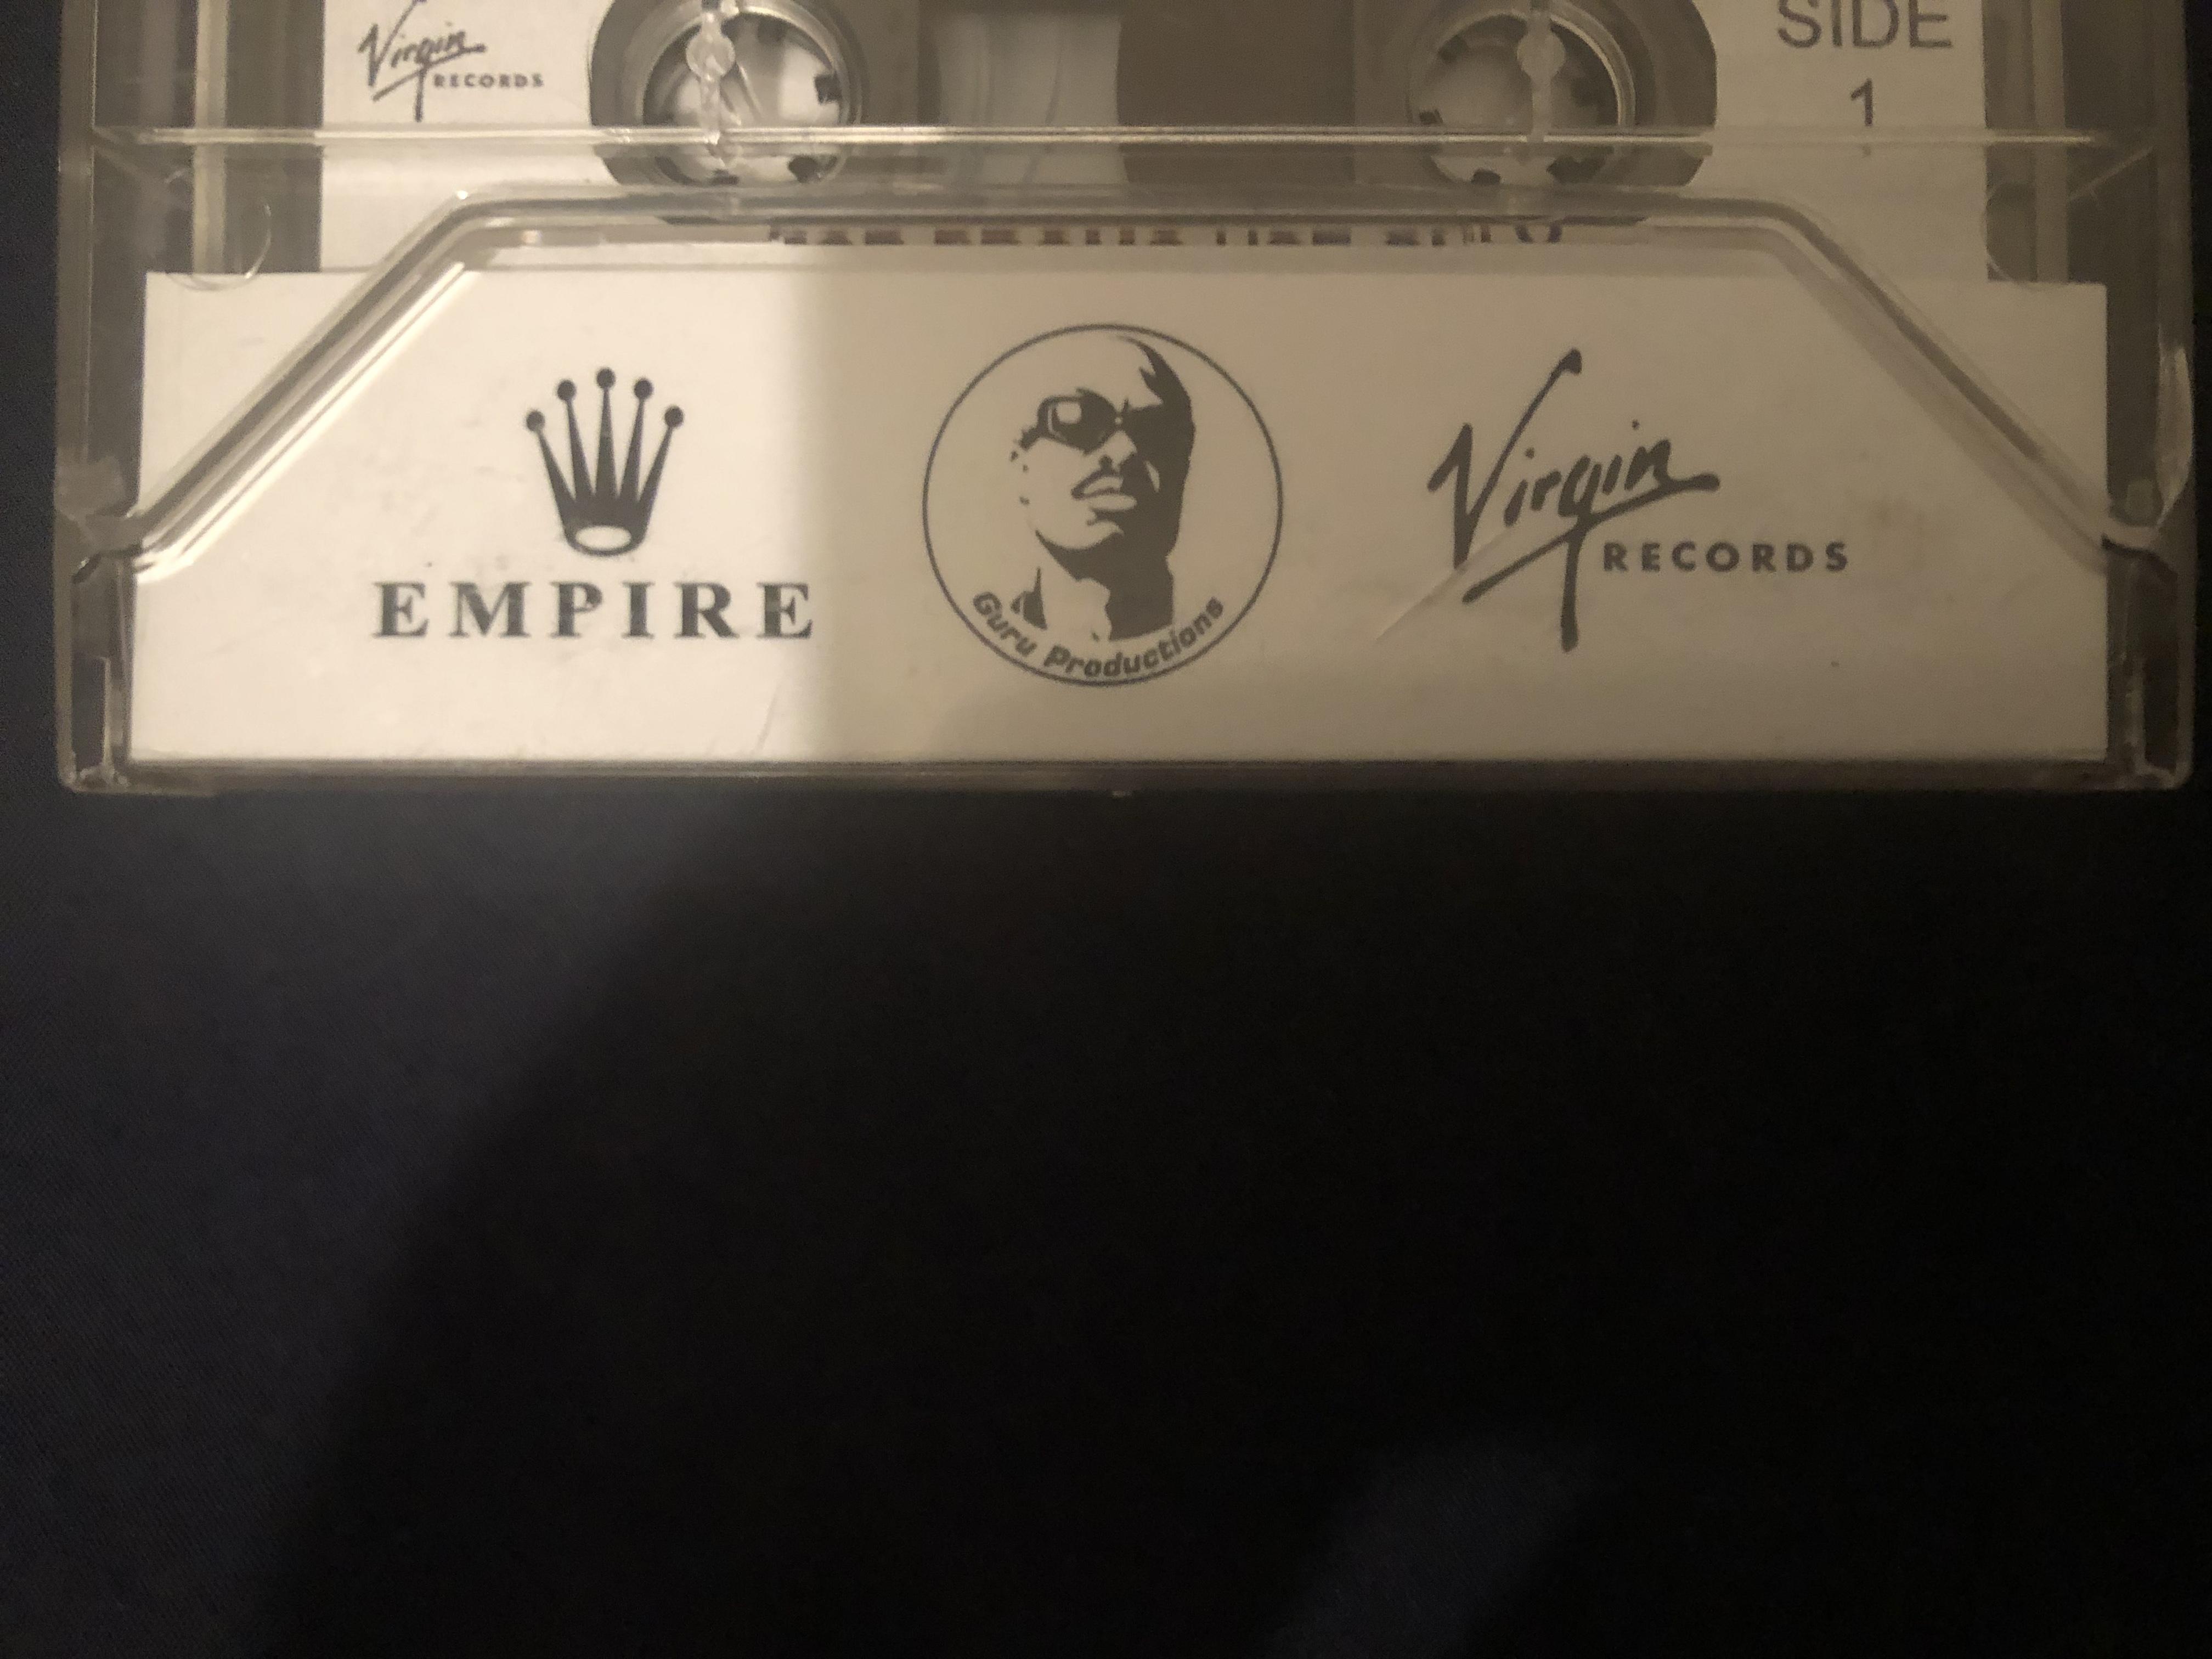 Virgin
RECORDS
SIDE
1
EMPIRE
Guru Productions
Virgin
RECORDS